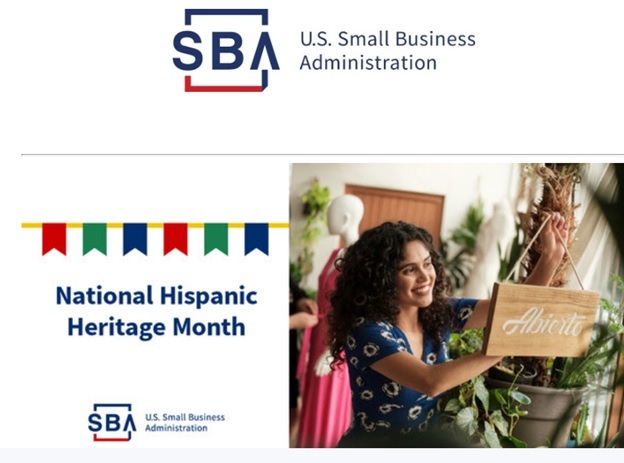 SBA
U.S. Small Business
Administration
National Hispanic
Heritage Month
SBA
U.S. Small Business
Administration
Abierto